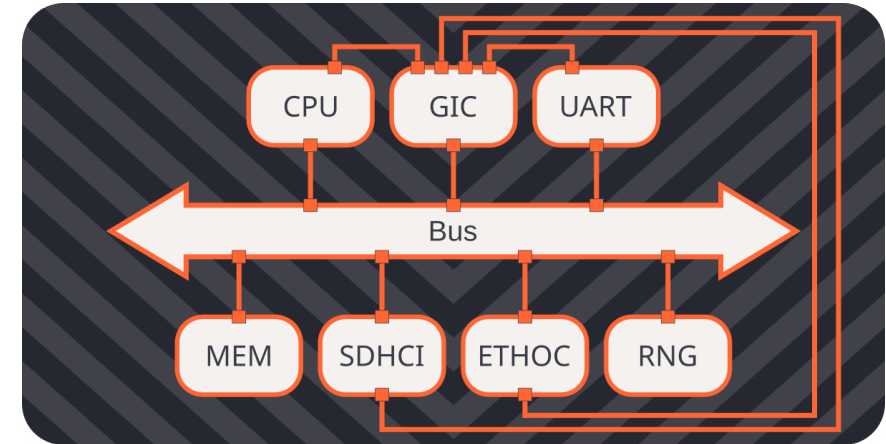 CPU
GIC
UART
Bus
MEM
SDHCI
ETHOC
RNG